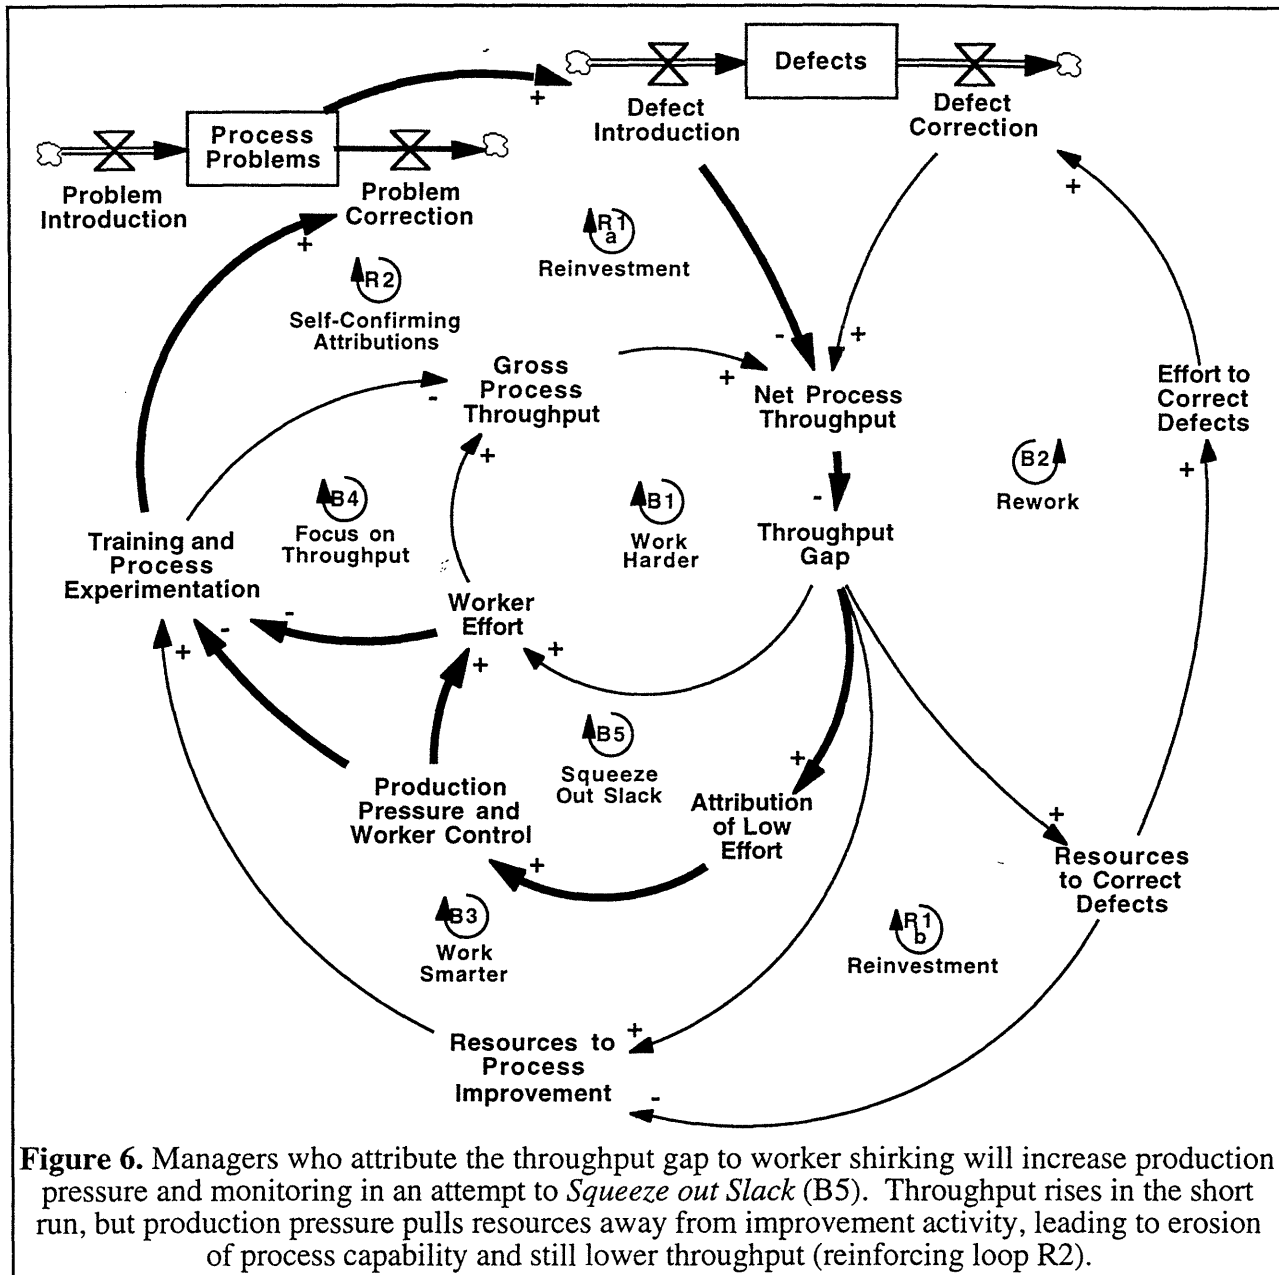 Defects
Defect
Introduction
Defect
Correction
+
Process
Problems
Problem
Introduction
Problem
Correction
+
+
R1
a
Reinvestment
R2
Self-Confirming
Attributions
-
+
Gross
Process
Throughput
+
-
Net Process
Throughput
Effort to
Correct
Defects
+
+
B2
Rework
B4
Focus on
Throughput
B1
Work
Harder
-
Throughput
Gap
Training and
Process
Experimentation
-
-
+
Worker
Effort
+
+
B5
Squeeze
Out Slack
+
Production
Pressure and
Worker Control
Attribution
of Low
Effort
+
+
Resources
to Correct
Defects
B3
Work
Smarter
R1
b
Reinvestment
Resources to
Process
Improvement
+
-
Figure 6. Managers who attribute the throughput gap to worker shirking will increase production
pressure and monitoring in an attempt to Squeeze out Slack (B5). Throughput rises in the short
run, but production pressure pulls resources away from improvement activity, leading to erosion
of process capability and still lower throughput (reinforcing loop R2).